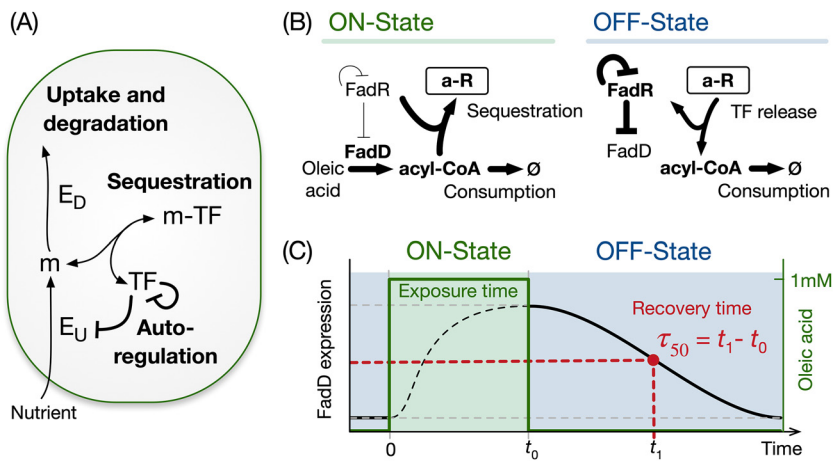 (A)
Uptake and
degradation
E_D
Sequestration
m-TF
m
TF
E_U
Auto-
regulation
Nutrient
(B)
ON-State
FadR
a-R
Sequestration
FadD
Oleic
acid
acyl-CoA
Ø
Consumption
OFF-State
FadR
a-R
TF release
FadD
acyl-CoA
Ø
Consumption
(C)
ON-State
OFF-State
Exposure time
1mM
Recovery time
τ₅₀ = t₁- t₀
FadD expression
Oleic acid
0
t₀
t₁
Time